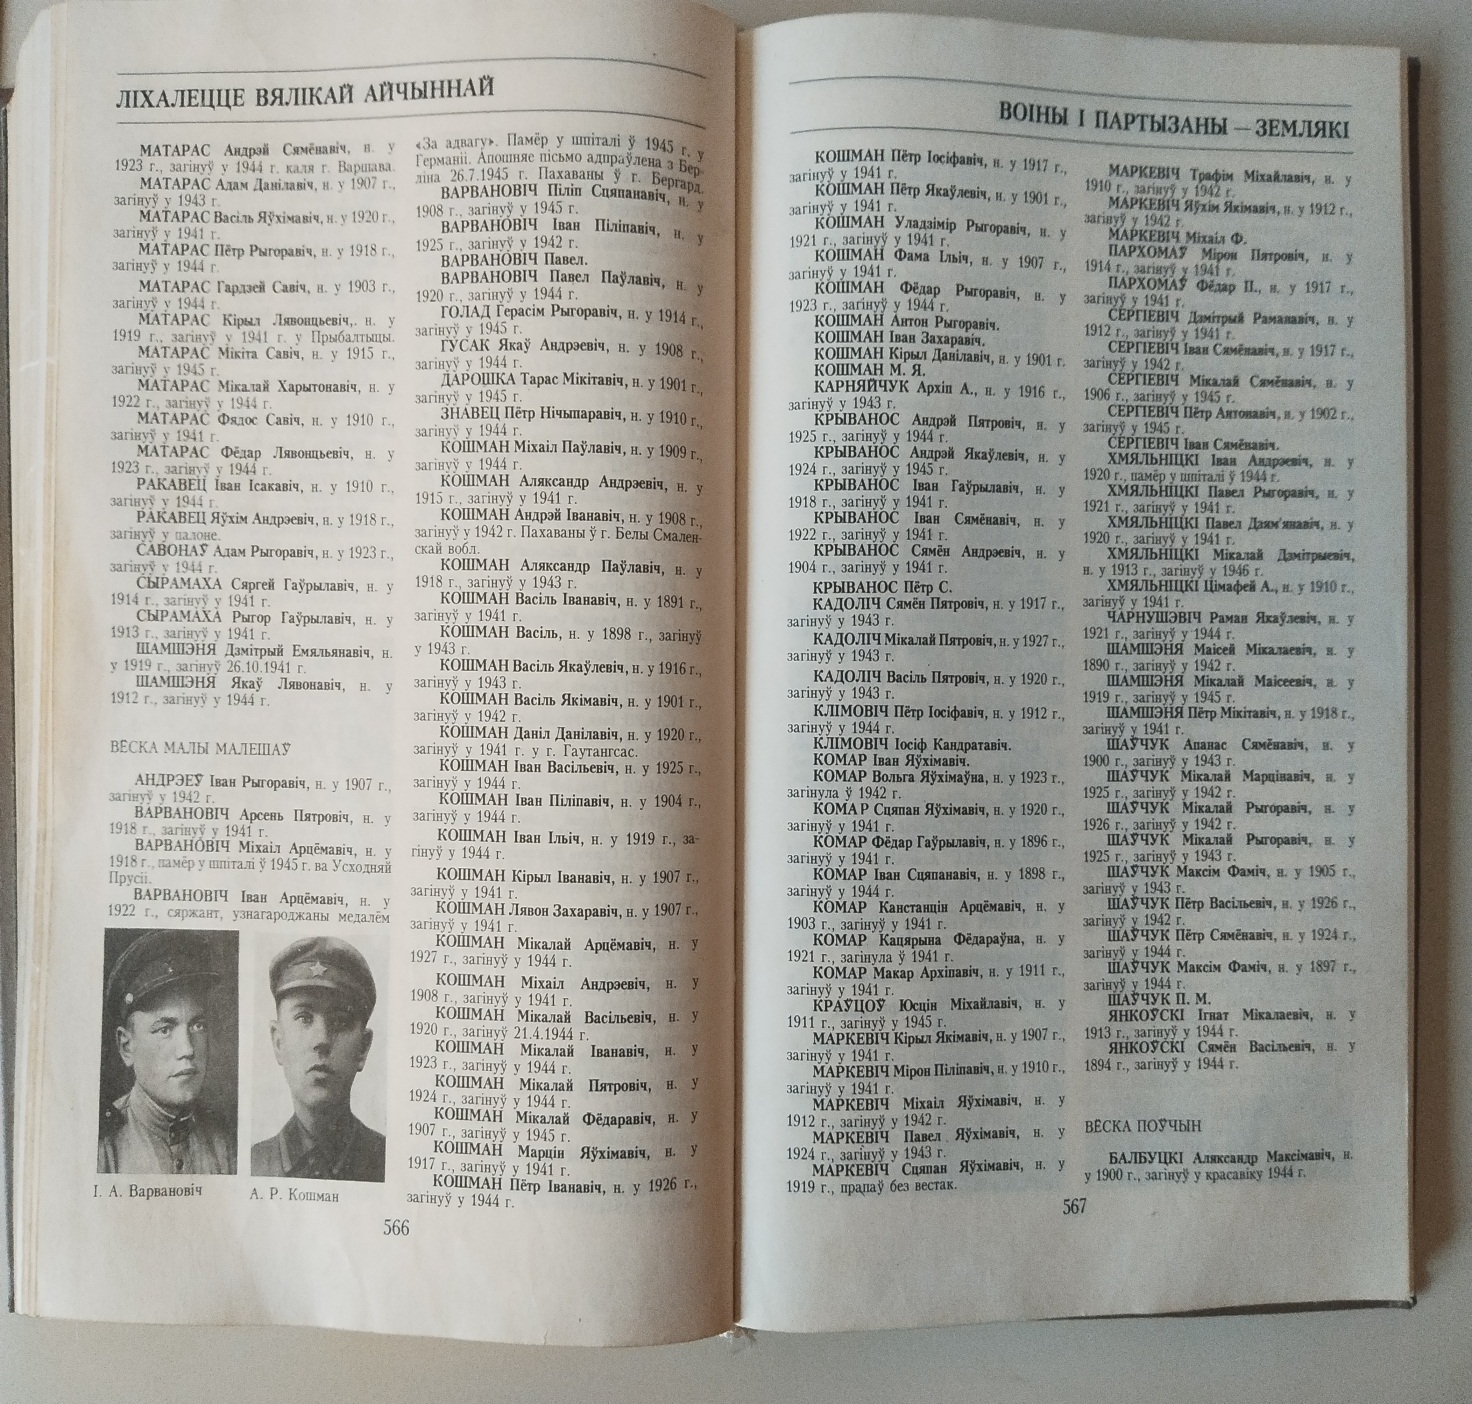 ЛІХАЛЕЦЦЕ ВЯЛІКАЙ АЙЧЫННАЙ
МАТАРАС Андрэй Сямёнавіч, н. у
1923 г., загінуў у 1944 г. каля г. Варшава.
МАТАРАС Адам Данілавіч, н. у 1907 г.,
загінуў у 1943 г.
МАТАРАС Васіль Яўхімавіч, н. у 1920 г.,
загінуў у 1941 г.
МАТАРАС Пётр Рыгоравіч, н. у 1918 г.,
загінуў у 1944 г.
МАТАРАС Гардзей Савіч, н. у 1903 г.,
загінуў у 1944 г.
МАТАРАС Кірыл Лявонцьевіч,. н. у
1919 г., загінуў у 1941 г. у Прыбалтыцы.
МАТАРАС Мікіта Савіч, н. у 1915 г.,
загінуў у 1945 г.
МАТАРАС Мікалай Харытонавіч, н. у
1922 г., загінуў у 1944 г.
МАТАРАС Фядос Савіч, н. у 1910 г.,
загінуў у 1941 г.
МАТАРАС Фёдар Лявонцьевіч, н. у
1923 г., загінуў у 1944 г.
РАКАВЕЦ Іван Ісакавіч, н. у 1910 г.,
загінуў у 1944 г.
РАКАВЕЦ Яўхім Андрэевіч, н. у 1918 г.,
загінуў у палоне.
САВОНАЎ Адам Рыгоравіч, н. у 1923 г.,
загінуў у 1944 г.
СЫРАМАХА Сяргей Гаўрылавіч, н. у
1914 г., загінуў у 1941 г.
СЫРАМАХА Рыгор Гаўрылавіч, н. у
1913 г., загінуў у 1941 г.
ШАМШЭНЯ Дзмітрый Емяльянавіч, н.
у 1919 г., загінуў 26.10.1941 г.
ШАМШЭНЯ Якаў Лявонавіч, н. у
1912 г., загінуў у 1944 г.
ВЁСКА МАЛЫ МАЛЕШАЎ
АНДРЭЕЎ Іван Рыгоравіч, н. у 1907 г.,
загінуў у 1942 г.
ВАРВАНОВІЧ Арсень Пятровіч, н. у
1918 г., загінуў у 1941 г.
ВАРВАНОВІЧ Міхаіл Арцёмавіч, н. у
1918 г., памёр у шпіталі ў 1945 г. ва Усходняй
Прусіі.
ВАРВАНОВІЧ Іван Арцёмавіч, н. у
1922 г., сяржант, узнагароджаны медалём
І. А. Варвановіч
А. Р. Кошман
«За адвагу». Памёр у шпіталі ў 1945 г. у
Германіі. Апошняе пісьмо адпраўлена з Бер-
ліна 26.7.1945 г. Пахаваны ў г. Бергард.
ВАРВАНОВІЧ Піліп Сцяпанавіч, н. у
1908 г., загінуў у 1945 г.
ВАРВАНОВІЧ Іван Піліпавіч, н. у
1925 г., загінуў у 1942 г.
ВАРВАНОВІЧ Павел.
ВАРВАНОВІЧ Павел Паўлавіч, н. у
1920 г., загінуў у 1944 г.
ГОЛАД Герасім Рыгоравіч, н. у 1914 г.,
загінуў у 1945 г.
ГУСАК Якаў Андрэевіч, н. у 1908 г.,
загінуў у 1944 г.
ДАРОШКА Тарас Мікітавіч, н. у 1901 г.,
загінуў у 1945 г.
ЗНАВЕЦ Пётр Нічыпаравіч, н. у 1910 г.,
загінуў у 1944 г.
КОШМАН Міхаіл Паўлавіч, н. у 1909 г.,
загінуў у 1944 г.
КОШМАН Аляксандр Андрэевіч, н. у
1915 г., загінуў у 1941 г.
КОШМАН Андрэй Іванавіч, н. у 1908 г.,
загінуў у 1942 г. Пахаваны ў г. Белы Смален-
скай вобл.
КОШМАН Аляксандр Паўлавіч, н. у
1918 г., загінуў у 1943 г.
КОШМАН Васіль Іванавіч, н. у 1891 г.,
загінуў у 1941 г.
КОШМАН Васіль, н. у 1898 г., загінуў
у 1943 г.
КОШМАН Васіль Якаўлевіч, н. у 1916 г.,
загінуў у 1943 г.
КОШМАН Васіль Якімавіч, н. у 1901 г.,
загінуў у 1942 г.
КОШМАН Даніл Данілавіч, н. у 1920 г.,
загінуў у 1941 г. у г. Гаутангсас.
КОШМАН Іван Васільевіч, н. у 1925 г.,
загінуў у 1944 г.
КОШМАН Іван Піліпавіч, н. у 1904 г.,
загінуў у 1944 г.
КОШМАН Іван Ільіч, н. у 1919 г., за-
гінуў у 1944 г.
КОШМАН Кірыл Іванавіч, н. у 1907 г.,
загінуў у 1941 г.
КОШМАН Лявон Захаравіч, н. у 1907 г.,
загінуў у 1941 г.
КОШМАН Мікалай Арцёмавіч, н. у
1927 г., загінуў у 1944 г.
КОШМАН Міхаіл Андрэевіч, н. у
1908 г., загінуў у 1941 г.
КОШМАН Мікалай Васільевіч, н. у
1920 г., загінуў 21.4.1944 г.
КОШМАН Мікалай Іванавіч, н. у
1923 г., загінуў у 1944 г.
КОШМАН Мікалай Пятровіч, н. у
1924 г., загінуў у 1944 г.
КОШМАН Мікалай Фёдаравіч, н. у
1907 г., загінуў у 1945 г.
КОШМАН Марцін Яўхімавіч, н. у
1917 г., загінуў у 1941 г.
КОШМАН Пётр Іванавіч, н. у 1926 г.,
загінуў у 1944 г.
566
ВОІНЫ І ПАРТЫЗАНЫ — ЗЕМЛЯКІ
КОШМАН Пётр Іосіфавіч, н. у 1917 г.,
загінуў у 1941 г.
КОШМАН Пётр Якаўлевіч, н. у 1901 г.,
загінуў у 1941 г.
КОШМАН Уладзімір Рыгоравіч, н. у
1921 г., загінуў у 1941 г.
КОШМАН Фама Ільіч, н. у 1907 г.,
загінуў у 1941 г.
КОШМАН Фёдар Рыгоравіч, н. у
1923 г., загінуў у 1944 г.
КОШМАН Антон Рыгоравіч.
КОШМАН Іван Захаравіч.
КОШМАН Кірыл Данілавіч, н. у 1901 г.
КОШМАН М. Я.
КАРНЯЙЧУК Архіп А., н. у 1916 г.,
загінуў у 1943 г.
КРЫВАНОС Андрэй Пятровіч, н. у
1925 г., загінуў у 1944 г.
КРЫВАНОС Андрэй Якаўлевіч, н. у
1924 г., загінуў у 1945 г.
КРЫВАНОС Іван Гаўрылавіч, н. у
1918 г., загінуў у 1941 г.
КРЫВАНОС Іван Сямёнавіч, н. у
1922 г., загінуў у 1941 г.
КРЫВАНОС Сямён Андрэевіч, н. у
1904 г., загінуў у 1941 г.
КРЫВАНОС Пётр С.
КАДОЛІЧ Сямён Пятровіч, н. у 1917 г.,
загінуў у 1943 г.
КАДОЛІЧ Мікалай Пятровіч, н. у 1927 г.,
загінуў у 1943 г.
КАДОЛІЧ Васіль Пятровіч, н. у 1920 г.,
загінуў у 1943 г.
КЛІМОВІЧ Пётр Іосіфавіч, н. у 1912 г.,
загінуў у 1944 г.
КЛІМОВІЧ Іосіф Кандратавіч.
КОМАР Іван Яўхімавіч.
КОМАР Вольга Яўхімаўна, н. у 1923 г.,
загінула ў 1942 г.
КОМАР Сцяпан Яўхімавіч, н. у 1920 г.,
загінуў у 1941 г.
КОМАР Фёдар Гаўрылавіч, н. у 1896 г.,
загінуў у 1941 г.
КОМАР Іван Сцяпанавіч, н. у 1898 г.,
загінуў у 1944 г.
КОМАР Канстанцін Арцёмавіч, н. у
1903 г., загінуў у 1941 г.
КОМАР Кацярына Фёдараўна, н. у
1921 г., загінула ў 1941 г.
КОМАР Макар Архіпавіч, н. у 1911 г.,
загінуў у 1941 г.
КРАЎЦОЎ Юсцін Міхайлавіч, н. у
1911 г., загінуў у 1945 г.
МАРКЕВІЧ Кірыл Якімавіч, н. у 1907 г.,
загінуў у 1941 г.
МАРКЕВІЧ Мірон Піліпавіч, н. у 1910 г.,
загінуў у 1941 г.
МАРКЕВІЧ Міхаіл Яўхімавіч, н. у
1912 г., загінуў у 1942 г.
МАРКЕВІЧ Павел Яўхімавіч, н. у
1924 г., загінуў у 1943 г.
МАРКЕВІЧ Сцяпан Яўхімавіч, н. у
1919 г., прапаў без вестак.
МАРКЕВІЧ Трафім Міхайлавіч, н. у
1910 г., загінуў у 1942 г.
МАРКЕВІЧ Яўхім Якімавіч, н. у 1912 г.,
загінуў у 1942 г.
МАРКЕВІЧ Міхаіл Ф.
ПАРХОМАЎ Мірон Пятровіч, н. у
1914 г., загінуў у 1941 г.
ПАРХОМАЎ Фёдар П., н. у 1917 г.,
загінуў у 1941 г.
СЕРГІЕВІЧ Дзмітрый Раманавіч, н. у
1912 г., загінуў у 1941 г.
СЕРГІЕВІЧ Іван Сямёнавіч, н. у 1917 г.,
загінуў у 1942 г.
СЕРГІЕВІЧ Мікалай Сямёнавіч, н. у
1906 г., загінуў у 1945 г.
СЕРГІЕВІЧ Пётр Антонавіч, н. у 1902 г.,
загінуў у 1945 г.
СЕРГІЕВІЧ Іван Сямёнавіч.
ХМЯЛЬНІЦКІ Іван Андрэевіч, н. у
1920 г., памёр у шпіталі ў 1944 г.
ХМЯЛЬНІЦКІ Павел Рыгоравіч, н. у
1921 г., загінуў у 1941 г.
ХМЯЛЬНІЦКІ Павел Дзям'янавіч, н. у
1920 г., загінуў у 1941 г.
ХМЯЛЬНІЦКІ Мікалай Дзмітрыевіч,
н. у 1913 г., загінуў у 1946 г.
ХМЯЛЬНІЦКІ Цімафей А., н. у 1910 г.,
загінуў у 1941 г.
ЧАРНУШЭВІЧ Раман Якаўлевіч, н. у
1921 г., загінуў у 1944 г.
ШАМШЭНЯ Маісей Мікалаевіч, н. у
1890 г., загінуў у 1942 г.
ШАМШЭНЯ Мікалай Маісеевіч, н. у
1919 г., загінуў у 1945 г.
ШАМШЭНЯ Пётр Мікітавіч, н. у 1918 г.,
загінуў у 1941 г.
ШАЎЧУК Апанас Сямёнавіч, н. у
1900 г., загінуў у 1943 г.
ШАЎЧУК Мікалай Марцінавіч, н. у
1925 г., загінуў у 1942 г.
ШАЎЧУК Мікалай Рыгоравіч, н. у
1926 г., загінуў у 1942 г.
ШАЎЧУК Мікалай Рыгоравіч, н. у
1925 г., загінуў у 1943 г.
ШАЎЧУК Максім Фаміч, н. у 1905 г.,
загінуў у 1943 г.
ШАЎЧУК Пётр Васільевіч, н. у 1926 г.,
загінуў у 1942 г.
ШАЎЧУК Пётр Сямёнавіч, н. у 1924 г.,
загінуў у 1944 г.
ШАЎЧУК Максім Фаміч, н. у 1897 г.,
загінуў у 1944 г.
ШАЎЧУК П. М.
ЯНКОЎСКІ Ігнат Мікалаевіч, н. у
1913 г., загінуў у 1944 г.
ЯНКОЎСКІ Сямён Васільевіч, н. у
1894 г., загінуў у 1944 г.
ВЁСКА ПОЎЧЫН
БАЛБУЦКІ Аляксандр Максімавіч, н.
у 1900 г., загінуў у красавіку 1944 г.
567